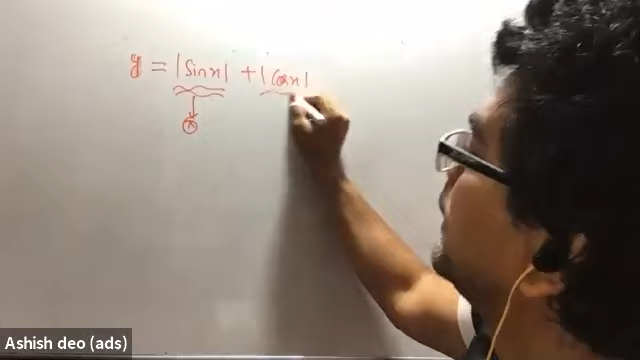 y = |Sinx| + |Cosx|
π
Ashish deo (ads)